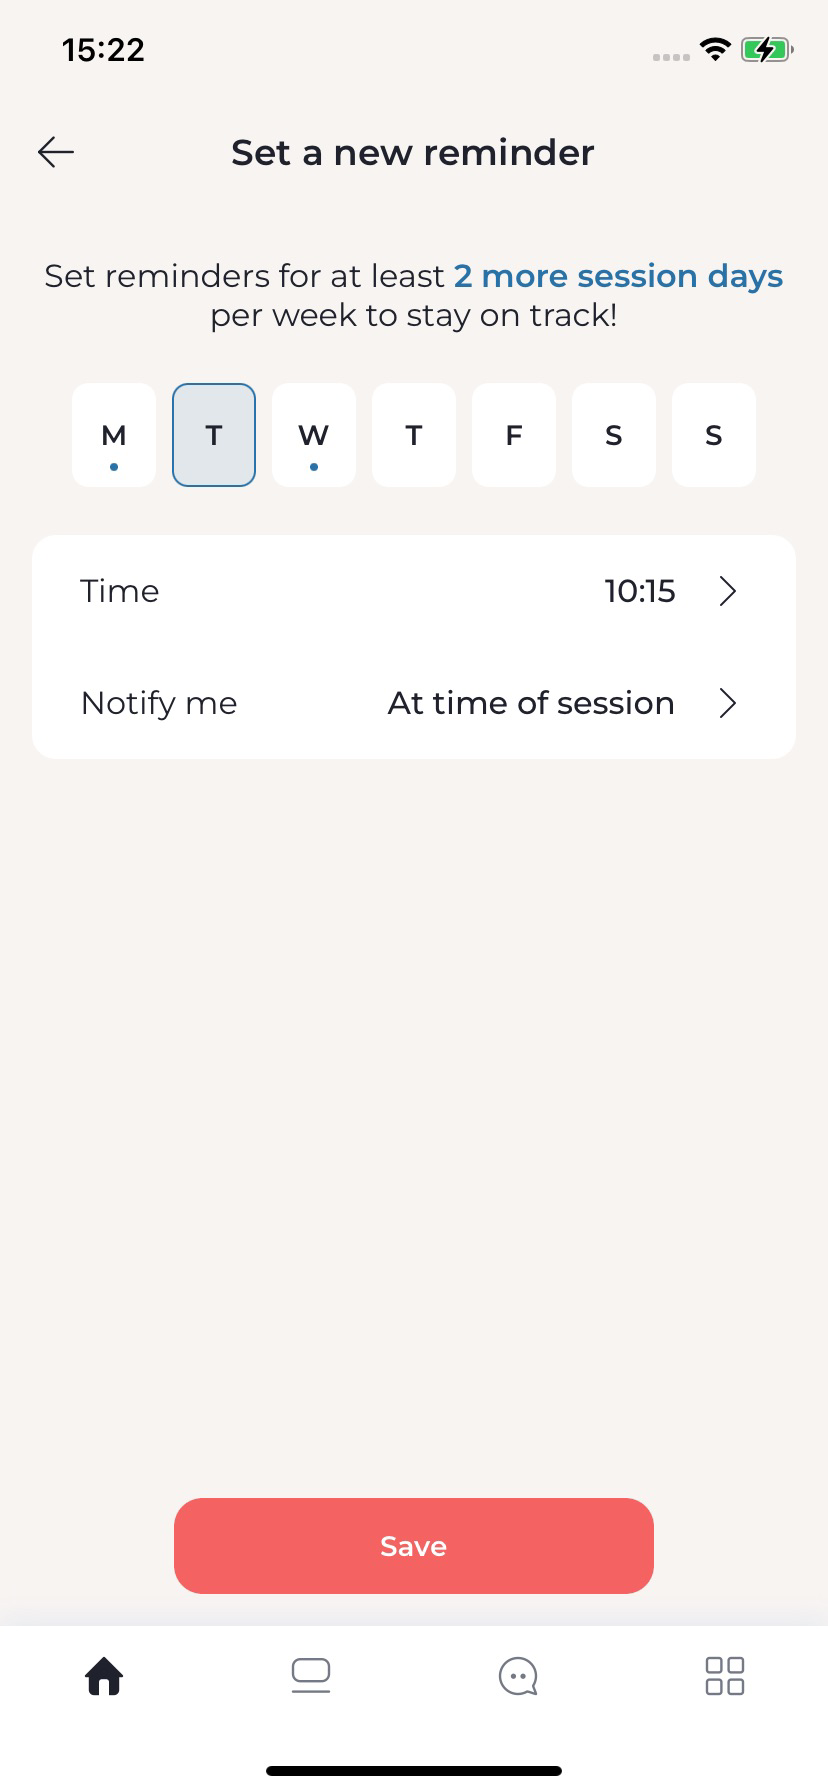 15:22
Set a new reminder
Set reminders for at least 2 more session days
per week to stay on track!
M T W T F S S
Time 10:15
Notify me At time of session
Save